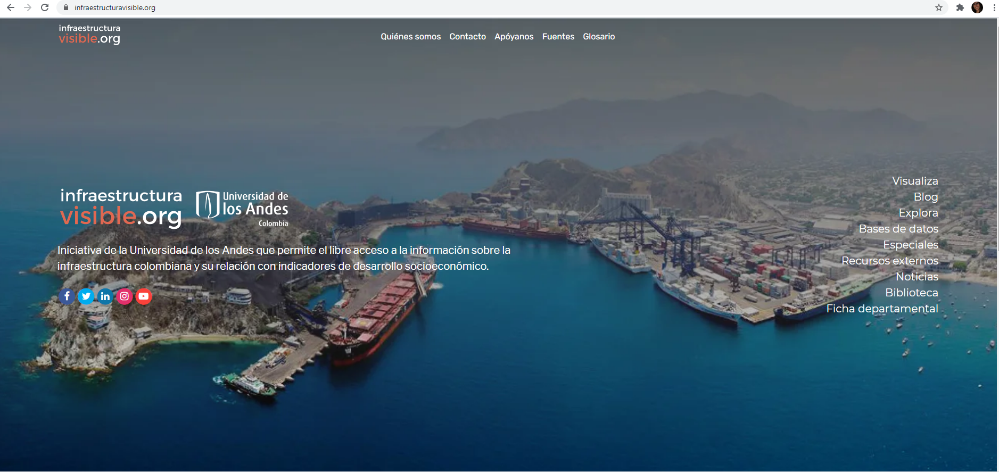 infraestructuravisible.org
infraestructura
visible.org
Quiénes somos Contacto Apóyanos Fuentes Glosario
infraestructura
visible.org
Universidad de
los Andes
Colombia
Iniciativa de la Universidad de los Andes que permite el libre acceso a la información sobre la
infraestructura colombiana y su relación con indicadores de desarrollo socioeconómico.
Visualiza
Blog
Explora
Bases de datos
Especiales
Recursos externos
Noticias
Biblioteca
Ficha departamental